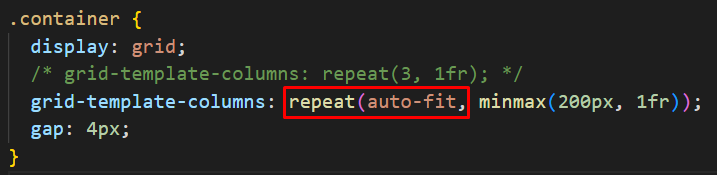 .container {
  display: grid;
  /* grid-template-columns: repeat(3, 1fr); */
  grid-template-columns: repeat(auto-fit, minmax(200px, 1fr));
  gap: 4px;
}